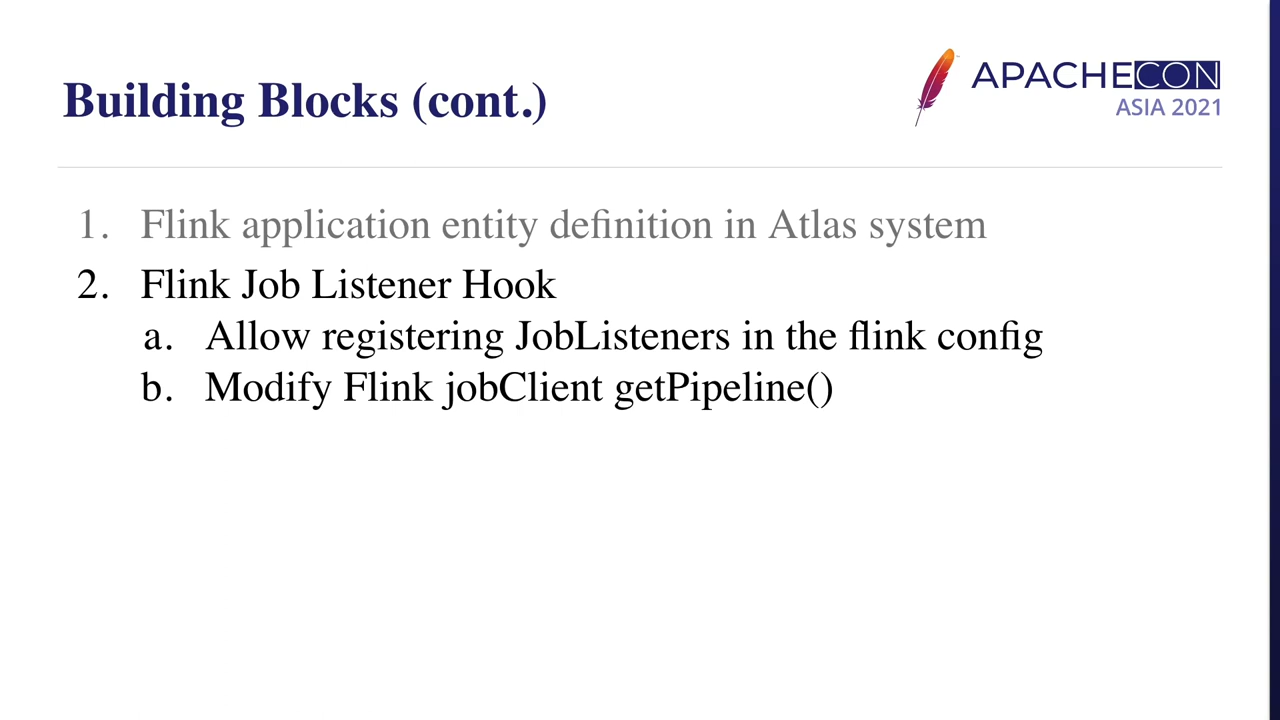 Building Blocks (cont.)
APACHECON
ASIA 2021
1. Flink application entity definition in Atlas system
2. Flink Job Listener Hook
a. Allow registering JobListeners in the flink config
b. Modify Flink jobClient getPipeline()